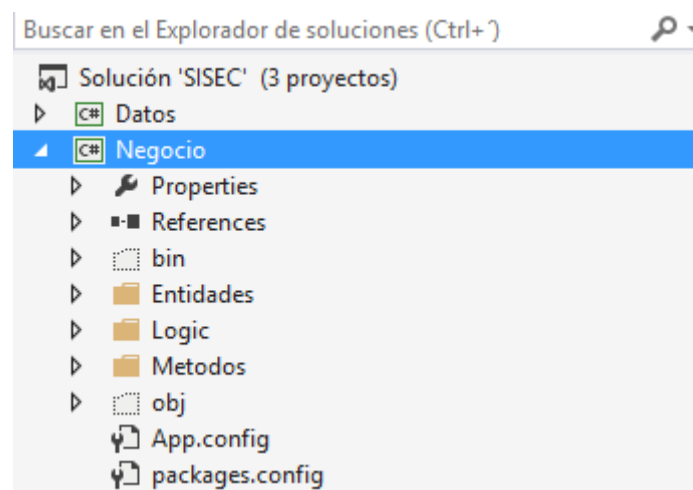 Buscar en el Explorador de soluciones (Ctrl+´)
Solución 'SISEC' (3 proyectos)
C# Datos
C# Negocio
Properties
References
bin
Entidades
Logic
Metodos
obj
App.config
packages.config